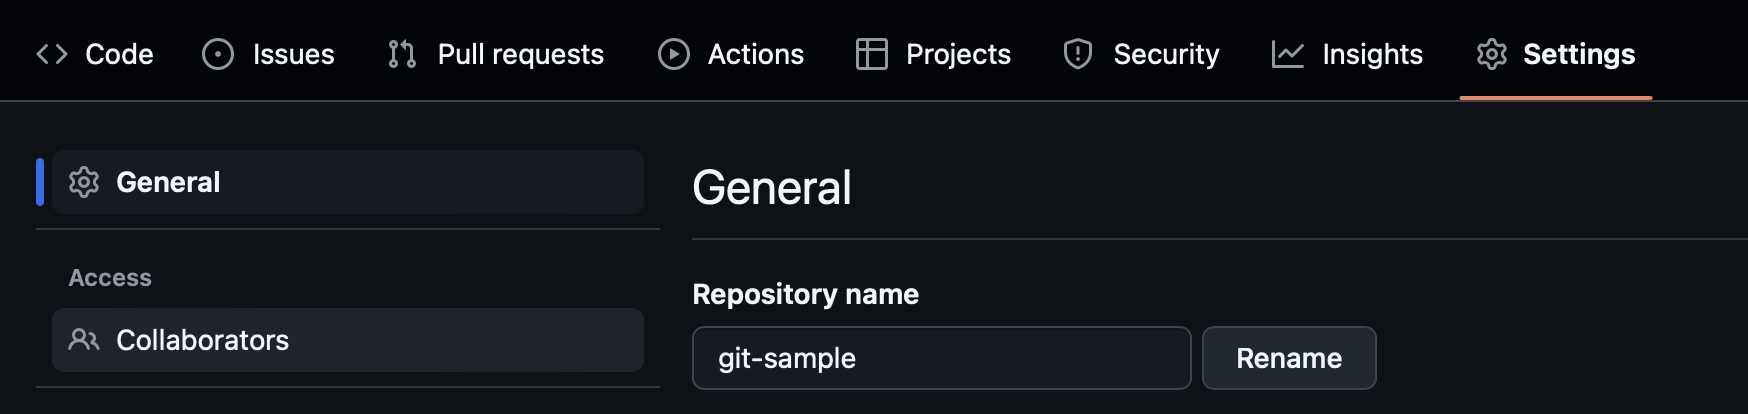 Code Issues Pull requests Actions Projects Security Insights Settings
General
Access
Collaborators
General
Repository name
git-sample Rename